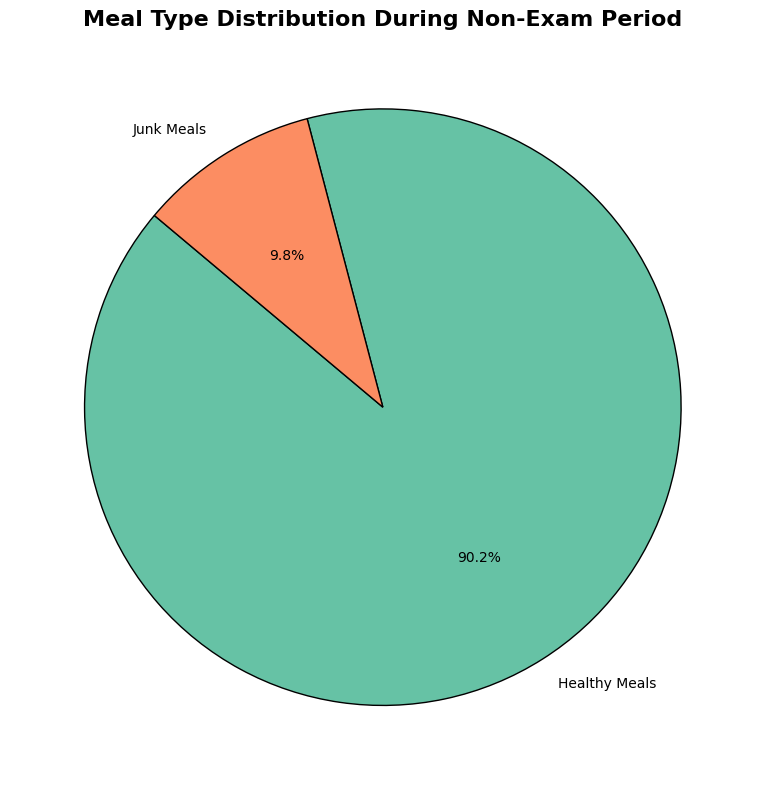 Meal Type Distribution During Non-Exam Period
Junk Meals
9.8%
90.2%
Healthy Meals